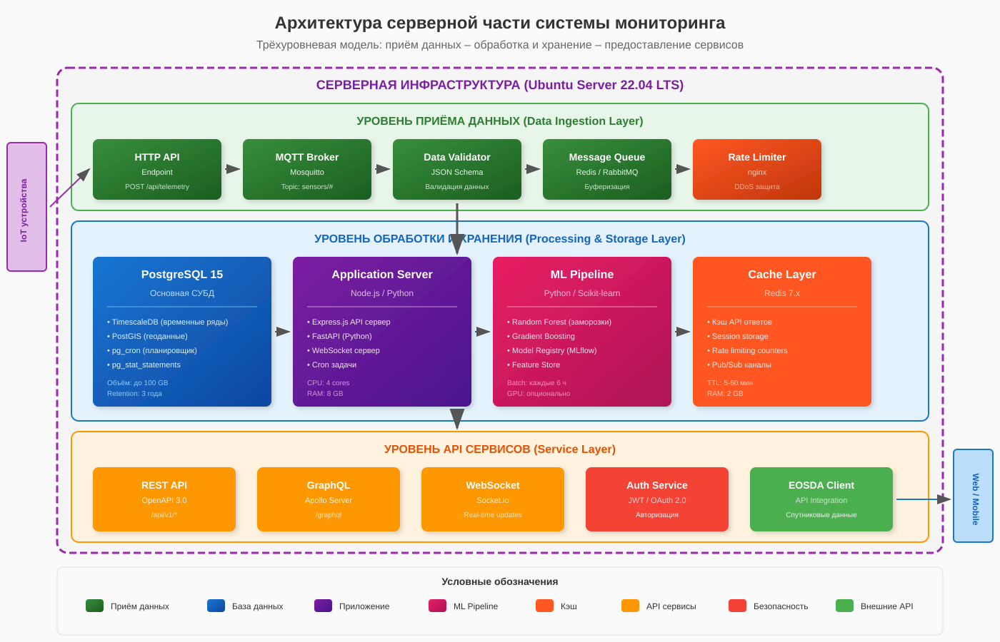 Архитектура серверной части системы мониторинга
Трёхуровневая модель: приём данных – обработка и хранение – предоставление сервисов
СЕРВЕРНАЯ ИНФРАСТРУКТУРА (Ubuntu Server 22.04 LTS)
IoT устройства
УРОВЕНЬ ПРИЁМА ДАННЫХ (Data Ingestion Layer)
HTTP API
Endpoint
POST /api/telemetry
MQTT Broker
Mosquitto
Topic: sensors/#
Data Validator
JSON Schema
Валидация данных
Message Queue
Redis / RabbitMQ
Буферизация
Rate Limiter
nginx
DDoS защита
УРОВЕНЬ ОБРАБОТКИ И ХРАНЕНИЯ (Processing & Storage Layer)
PostgreSQL 15
Основная СУБД
• TimescaleDB (временные ряды)
• PostGIS (геоданные)
• pg_cron (планировщик)
• pg_stat_statements
Объём: до 100 GB
Retention: 3 года
Application Server
Node.js / Python
• Express.js API сервер
• FastAPI (Python)
• WebSocket сервер
• Cron задачи
CPU: 4 cores
RAM: 8 GB
ML Pipeline
Python / Scikit-learn
• Random Forest (заморозки)
• Gradient Boosting
• Model Registry (MLflow)
• Feature Store
Batch: каждые 6 ч
GPU: опционально
Cache Layer
Redis 7.x
• Кэш API ответов
• Session storage
• Rate limiting counters
• Pub/Sub каналы
TTL: 5-60 мин
RAM: 2 GB
УРОВЕНЬ API СЕРВИСОВ (Service Layer)
REST API
OpenAPI 3.0
/api/v1/*
GraphQL
Apollo Server
/graphql
WebSocket
Socket.io
Real-time updates
Auth Service
JWT / OAuth 2.0
Авторизация
EOSDA Client
API Integration
Спутниковые данные
Web / Mobile
Условные обозначения
Приём данных
База данных
Приложение
ML Pipeline
Кэш
API сервисы
Безопасность
Внешние API